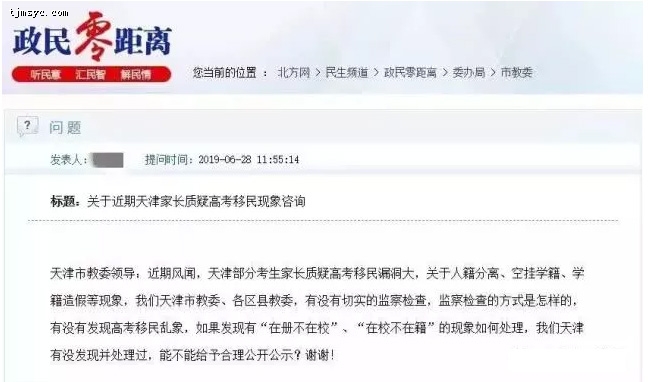 tjmsyc.com
政民零距离
听民意 汇民智 解民情
您当前的位置 ： 北方网 > 民生频道 > 政民零距离 > 委办局 > 市教委
? 问题
发表人： 提问时间：2019-06-28 11:55:14
标题：关于近期天津家长质疑高考移民现象咨询
天津市教委领导：近期风闻，天津部分考生家长质疑高考移民漏洞大，关于人籍分离、空挂学籍、学
籍造假等现象，我们天津市教委、各区县教委，有没有切实的监察检查，监察检查的方式是怎样的，
有没有发现高考移民乱象，如果发现有“在册不在校”、“在校不在籍”的现象如何处理，我们天津
有没发现并处理过，能不能给予合理公开公示？谢谢！